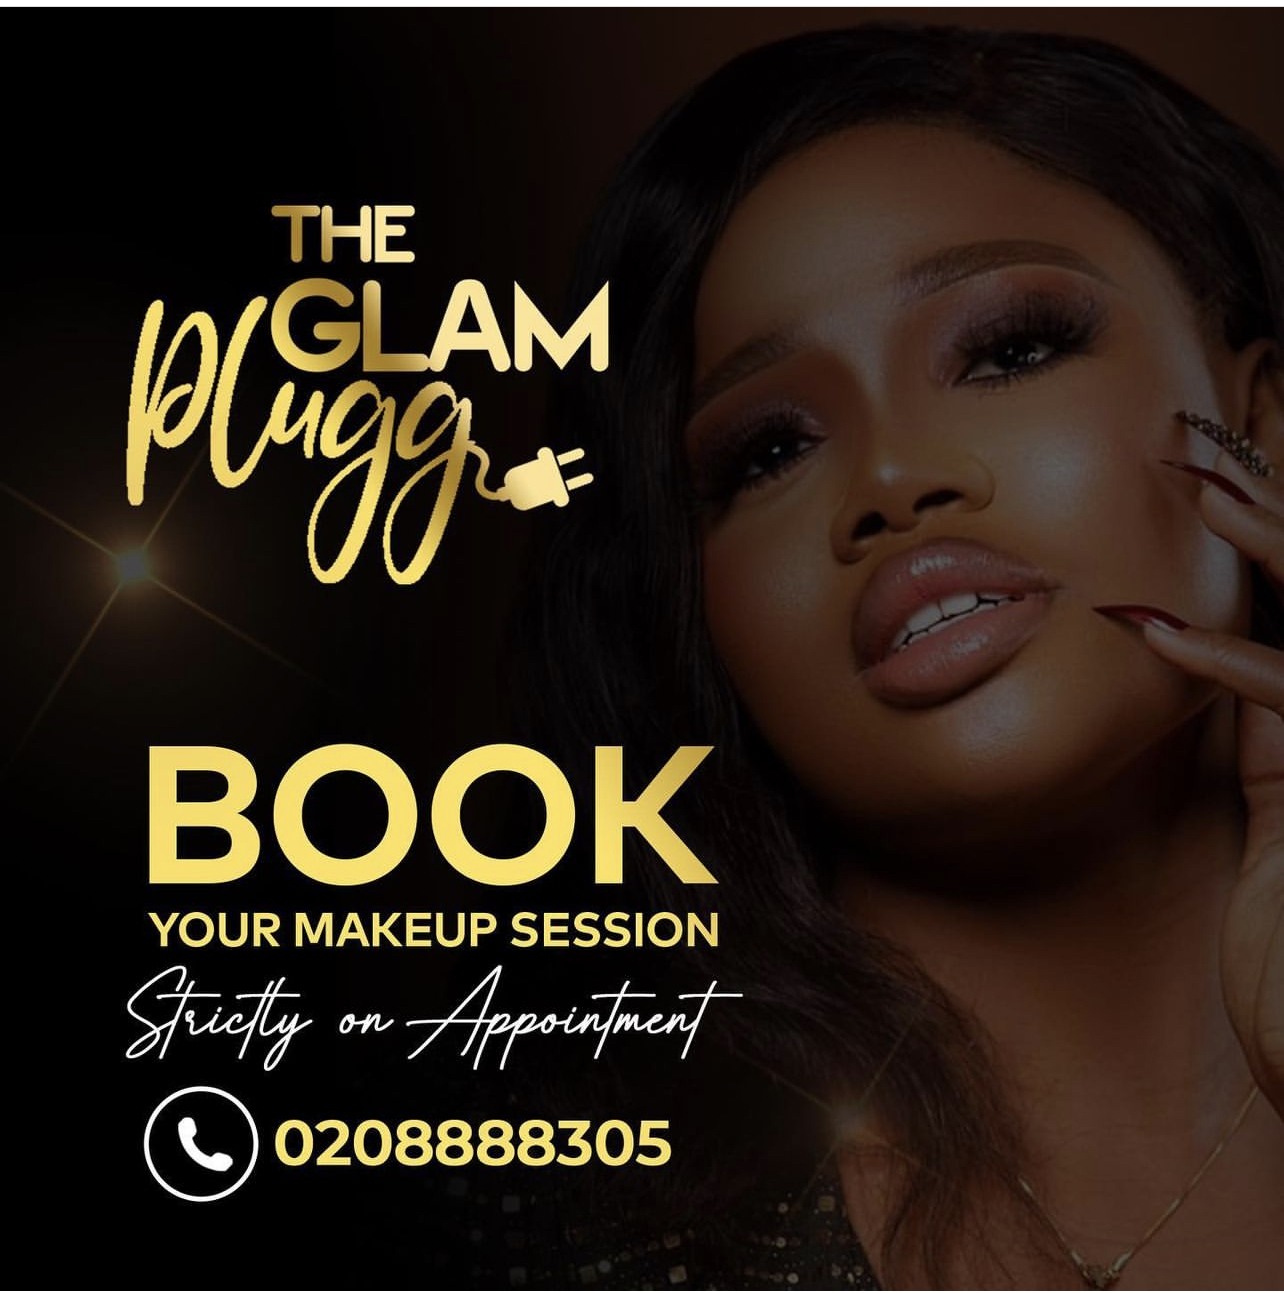 THE
GLAM
plugg
BOOK
YOUR MAKEUP SESSION
Strictly on Appointment
0208888305